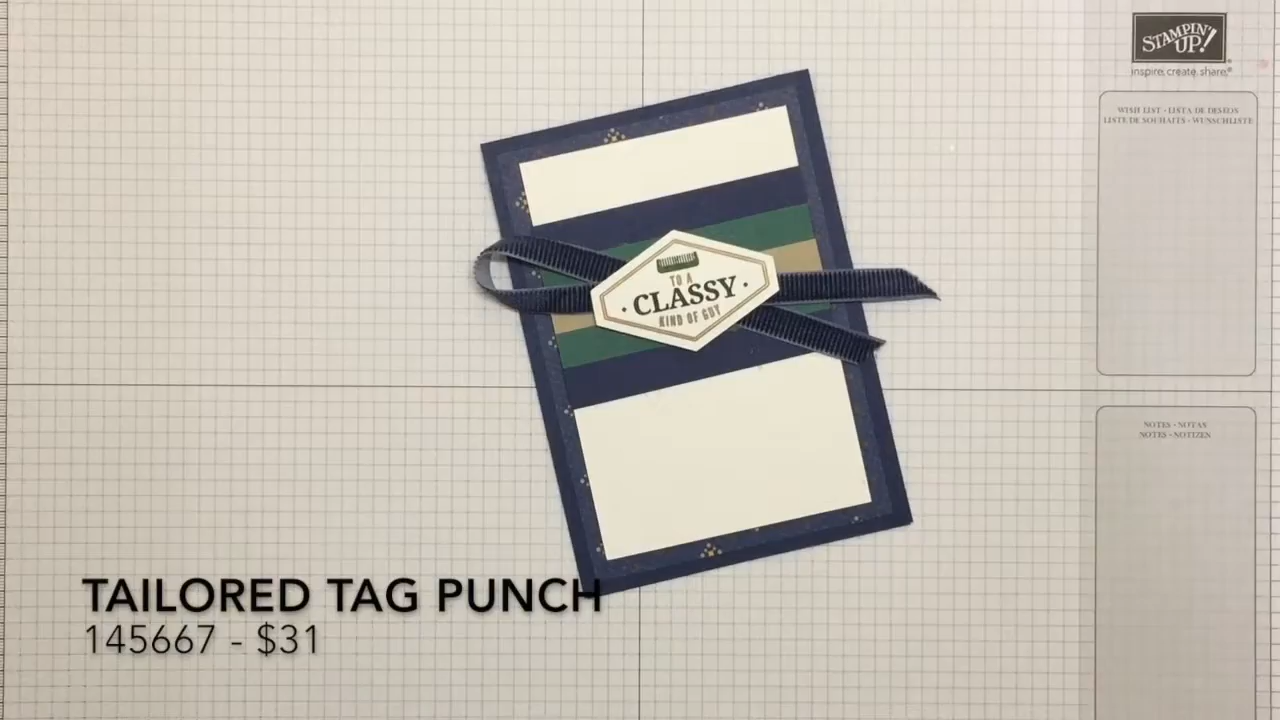 STAMPIN'
UP!
inspire. create. share.®
WISH LIST • LISTA DE DESEOS
LISTE DE SOUHAITS • WUNSCHLISTE
TO A
• CLASSY •
KIND OF GUY
NOTES • NOTAS
NOTES • NOTIZEN
TAILORED TAG PUNCH
145667 - $31